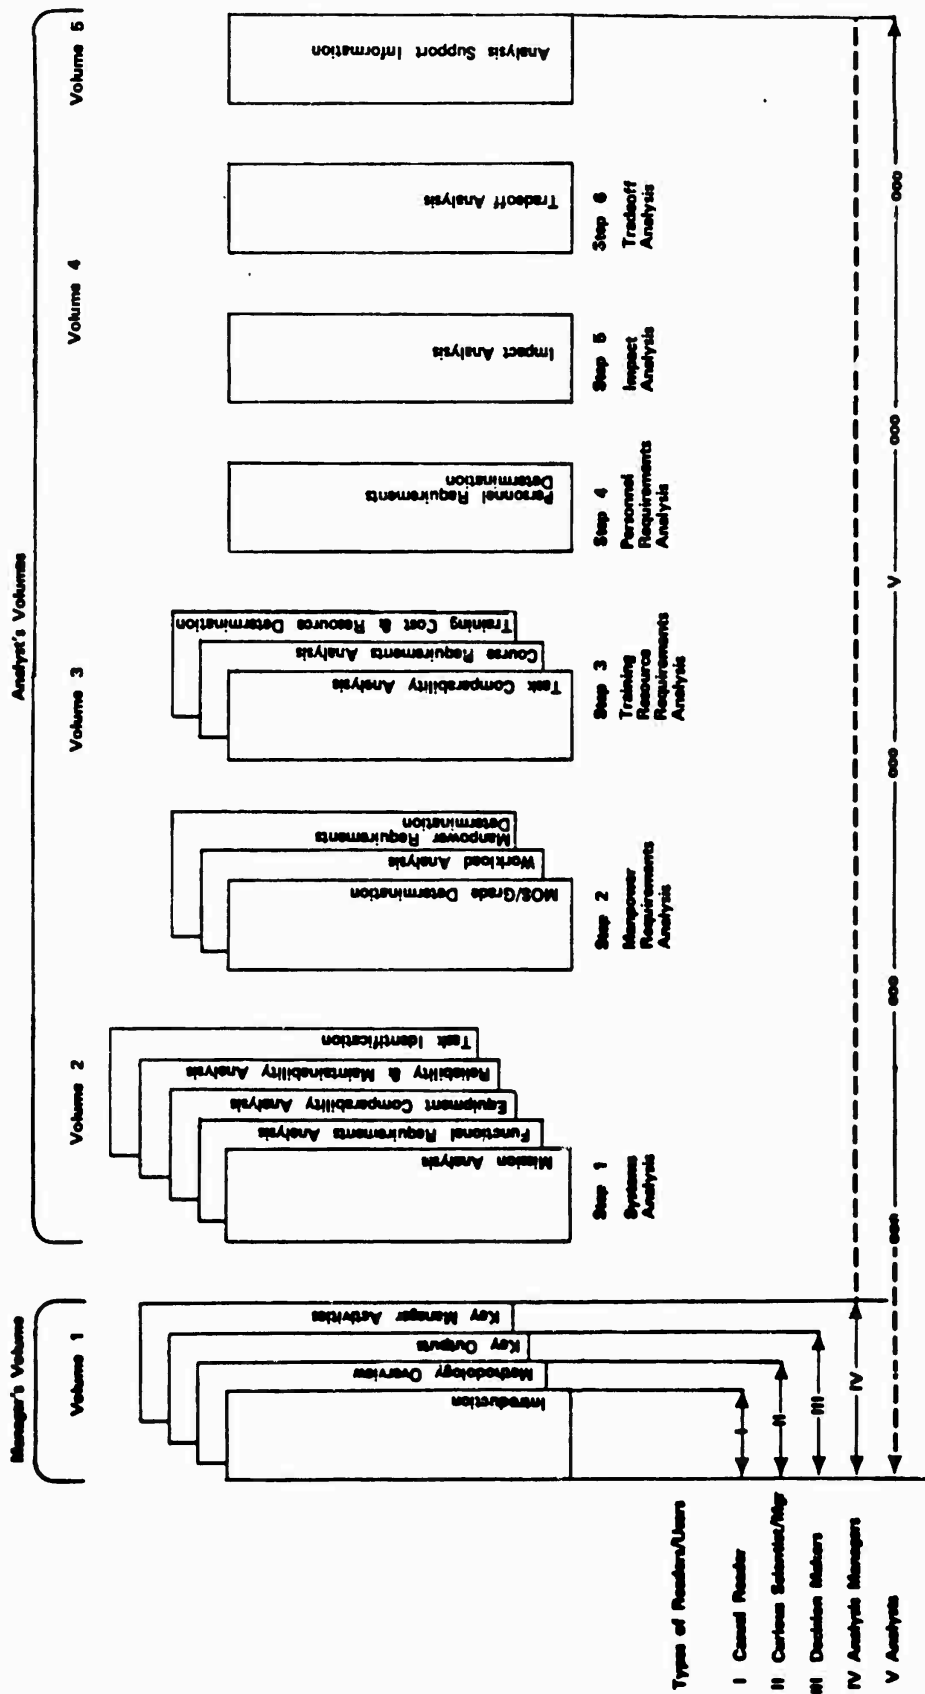 Manager's Volume
Analyst's Volumes
Volume 1
Volume 2
Volume 3
Volume 4
Volume 5
Introduction
Methodology Overview
Key Outputs
Key Manager Activities
Mission Analysis
Functional Requirements Analysis
Equipment Comparability Analysis
Reliability & Maintainability Analysis
Task Identification
MOS/Grade Determination
Workload Analysis
Manpower Requirements
Determination
Task Comparability Analysis
Course Requirements Analysis
Training Cost & Resource Determination
Personnel Requirements
Determination
Impact Analysis
Tradeoff Analysis
Analysis Support Information
Step 1
Systems
Analysis
Step 2
Manpower
Requirements
Analysis
Step 3
Training
Resource
Requirements
Analysis
Step 4
Personnel
Requirements
Analysis
Step 5
Impact
Analysis
Step 6
Tradeoff
Analysis
Types of Readers/Users
I Casual Reader
I
II Curious Scientist/Mgr
II
III Decision Makers
III
IV Analysis Managers
IV
V Analysts
ooo
ooo
ooo
V
ooo
ooo